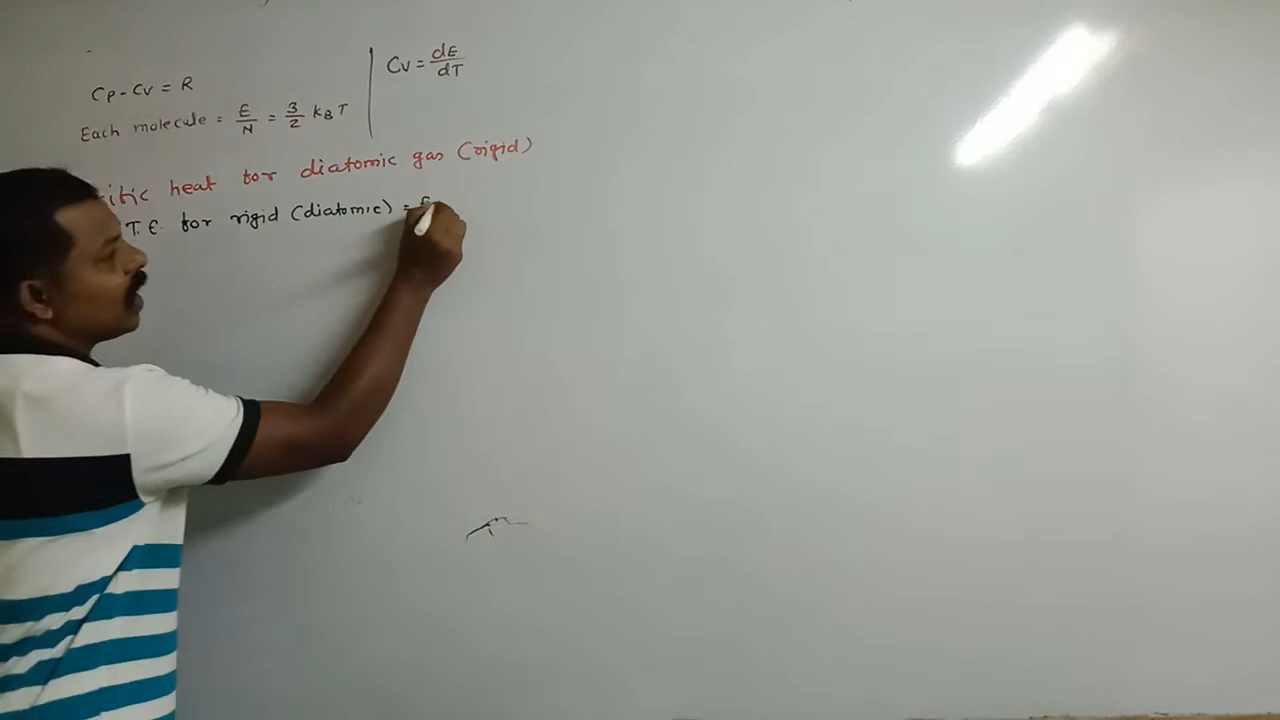 Cp - Cv = R
Each molecule = E/N = 3/2 kB T
Cv = dE/dT
heat for diatomic gas (rigid)
T.E. for rigid (diatomic) =